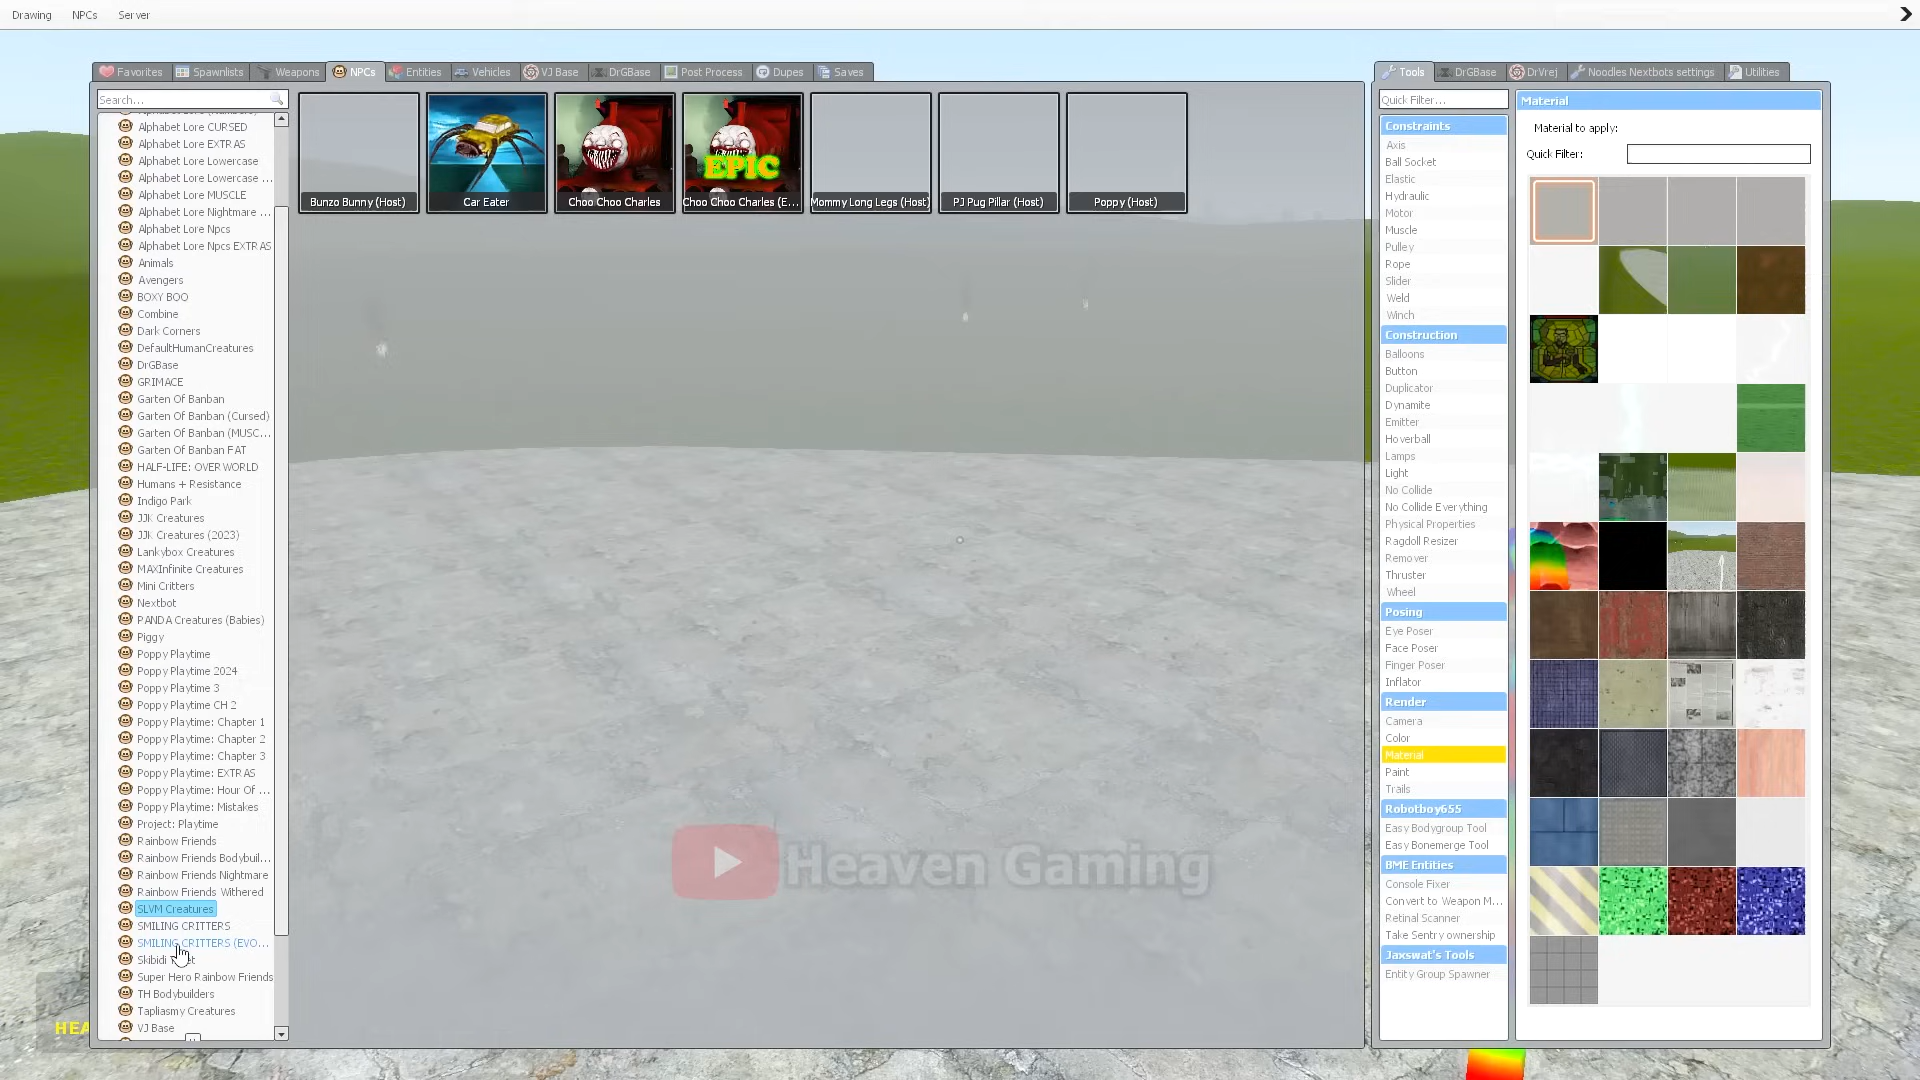 Drawing NPCs Server
Favorites Spawnlists Weapons NPCs Entities Vehicles VJ Base DrGBase Post Process Dupes Saves
Search...
Alphabet Lore CURSED
Alphabet Lore EXTRAS
Alphabet Lore Lowercase
Alphabet Lore Lowercase ...
Alphabet Lore MUSCLE
Alphabet Lore Nightmare ...
Alphabet Lore Npcs
Alphabet Lore Npcs EXTRAS
Animals
Avengers
BOXY BOO
Combine
Dark Corners
DefaultHumanCreatures
DrGBase
GRIMACE
Garten Of Banban
Garten Of Banban (Cursed)
Garten Of Banban (MUSC...
Garten Of Banban FAT
HALF-LIFE: OVERWORLD
Humans + Resistance
Indigo Park
JJK Creatures
JJK Creatures (2023)
Lankybox Creatures
MAXInfinite Creatures
Mini Critters
Nextbot
PANDA Creatures (Babies)
Piggy
Poppy Playtime
Poppy Playtime 2024
Poppy Playtime 3
Poppy Playtime CH 2
Poppy Playtime: Chapter 1
Poppy Playtime: Chapter 2
Poppy Playtime: Chapter 3
Poppy Playtime: EXTRAS
Poppy Playtime: Hour Of ...
Poppy Playtime: Mistakes
Project: Playtime
Rainbow Friends
Rainbow Friends Bodybuil...
Rainbow Friends Nightmare
Rainbow Friends Withered
SLVM Creatures
SMILING CRITTERS
SMILING CRITTERS (EVO...
Skibidi
Super Hero Rainbow Friends
TH Bodybuilders
Tapliasmy Creatures
VJ Base
EPIC
Bunzo Bunny (Host)
Car Eater
Choo Choo Charles
Choo Choo Charles (E...
Mommy Long Legs (Host)
PJ Pug Pillar (Host)
Poppy (Host)
Heaven Gaming
HEA
Tools DrGBase DrVrej Noodles Nextbots settings Utilities
Quick Filter...
Constraints
Axis
Ball Socket
Elastic
Hydraulic
Motor
Muscle
Pulley
Rope
Slider
Weld
Winch
Construction
Balloons
Button
Duplicator
Dynamite
Emitter
Hoverball
Lamps
Light
No Collide
No Collide Everything
Physical Properties
Ragdoll Resizer
Remover
Thruster
Wheel
Posing
Eye Poser
Face Poser
Finger Poser
Inflator
Render
Camera
Color
Material
Paint
Trails
Robotboy655
Easy Bodygroup Tool
Easy Bonemerge Tool
BME Entities
Console Fixer
Convert to Weapon M...
Retinal Scanner
Take Sentry ownership
Jaxswat's Tools
Entity Group Spawner
Material
Material to apply:
Quick Filter: